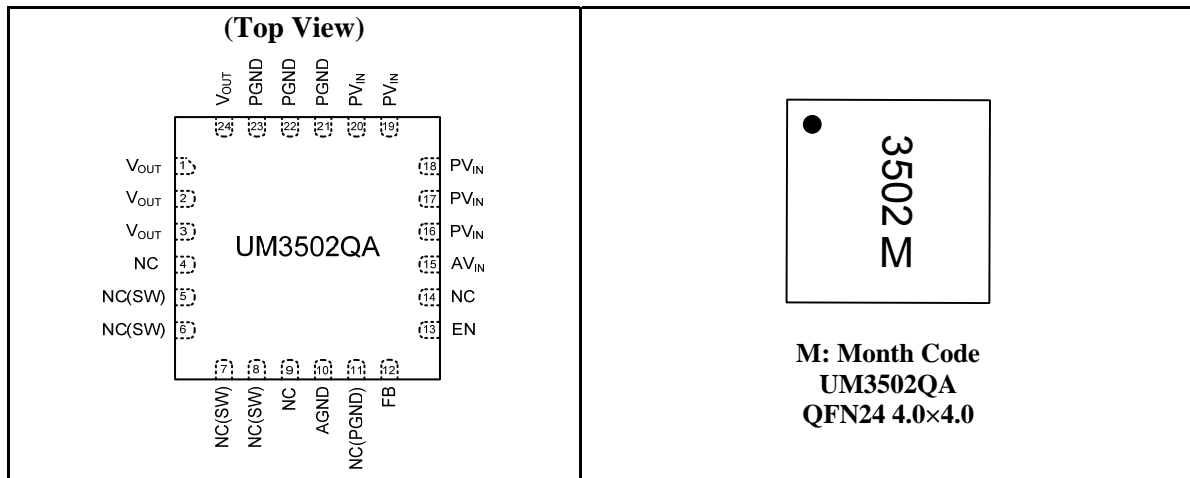 (Top View)
VOUT
PGND
PGND
PGND
PVIN
PVIN
24
23
22
21
20
19
VOUT 1
VOUT 2
VOUT 3
NC 4
NC(SW) 5
NC(SW) 6
UM3502QA
18 PVIN
17 PVIN
16 PVIN
15 AVIN
14 NC
13 EN
7
8
9
10
11
12
NC(SW)
NC(SW)
NC
AGND
NC(PGND)
FB
3502 M
M: Month Code
UM3502QA
QFN24 4.0×4.0